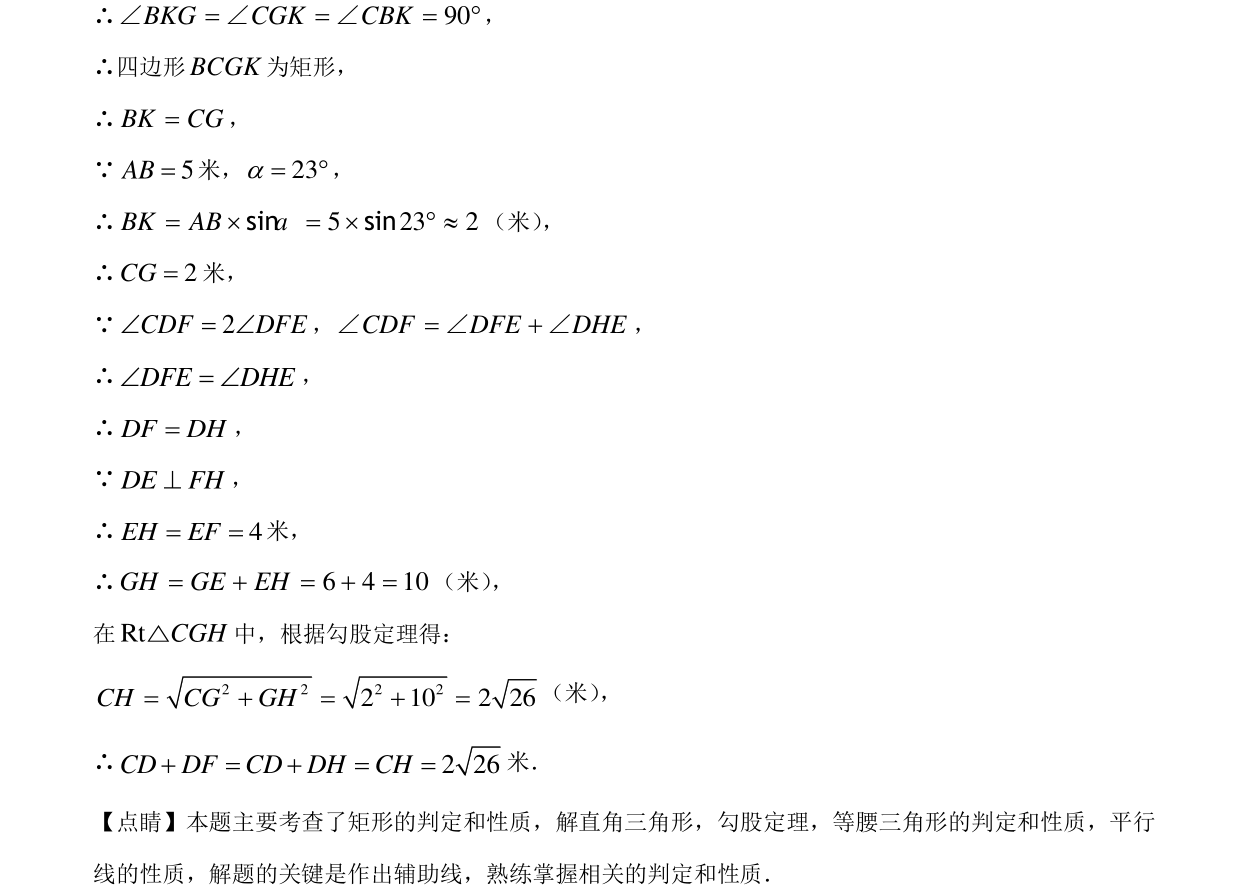 ∴∠BKG = ∠CGK = ∠CBK = 90°，
∴四边形 BCGK 为矩形，
∴ BK = CG，
∵ AB = 5米，α = 23°，
∴ BK = AB × sina = 5 × sin 23° ≈ 2（米），
∴ CG = 2 米，
∵ ∠CDF = 2∠DFE，∠CDF = ∠DFE + ∠DHE，
∴ ∠DFE = ∠DHE，
∴ DF = DH，
∵ DE ⊥ FH，
∴ EH = EF = 4米，
∴ GH = GE + EH = 6 + 4 = 10（米），
在 Rt△CGH 中，根据勾股定理得：
CH = √(CG² + GH²) = √(2² + 10²) = 2√26（米），
∴ CD + DF = CD + DH = CH = 2√26 米．
【点睛】本题主要考查了矩形的判定和性质，解直角三角形，勾股定理，等腰三角形的判定和性质，平行
线的性质，解题的关键是作出辅助线，熟练掌握相关的判定和性质．